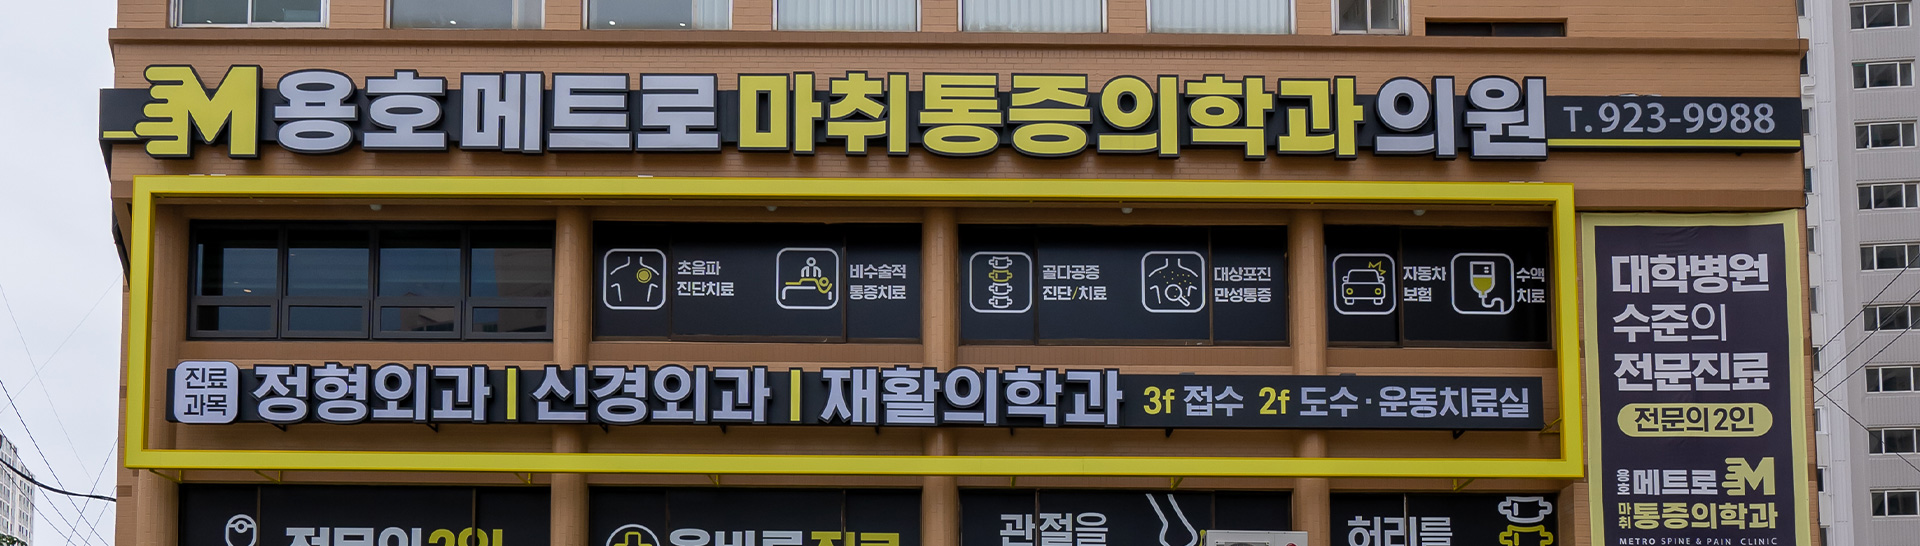 M 용호메트로마취통증의학과의원 T.923-9988
초음파
진단치료
비수술적
통증치료
골다공증
진단/치료
대상포진
만성통증
자동차
보험
수액
치료
진료
과목
정형외과 | 신경외과 | 재활의학과 3f 접수 2f 도수·운동치료실
대학병원
수준의
전문진료
전문의2인
용호 메트로 M
마취 통증의학과
METRO SPINE & PAIN CLINIC
전문의2인
관절을
허리를